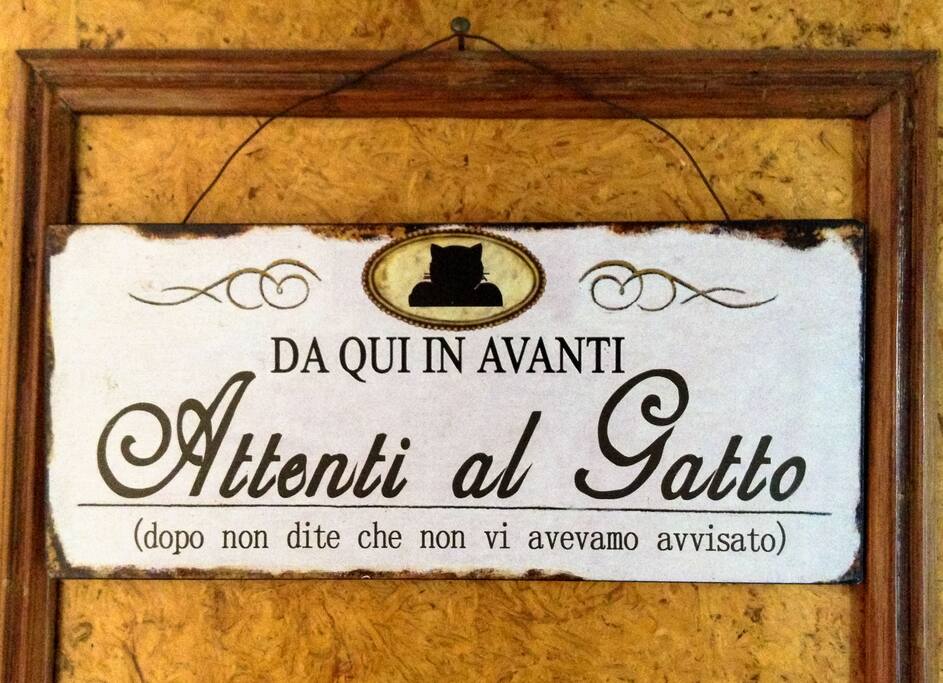 DA QUI IN AVANTI
Attenti al Gatto
(dopo non dite che non vi avevamo avvisato)